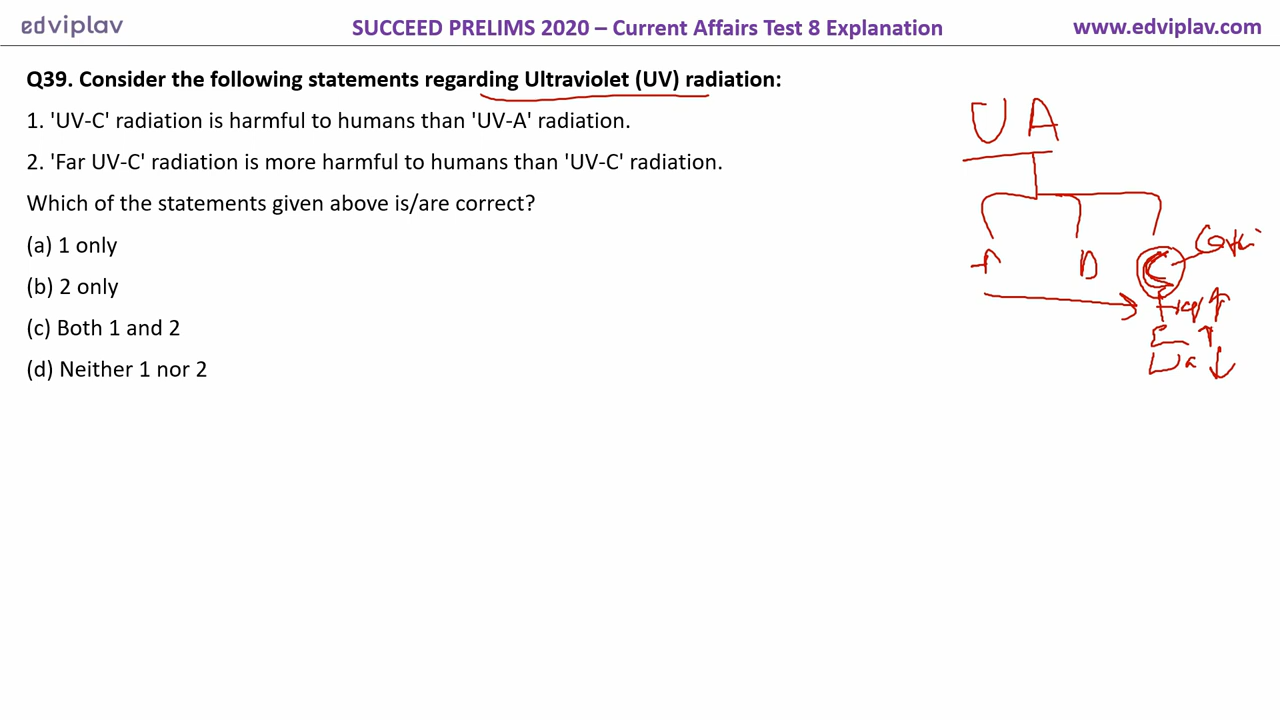 edviplav
SUCCEED PRELIMS 2020 – Current Affairs Test 8 Explanation
www.edviplav.com
Q39. Consider the following statements regarding Ultraviolet (UV) radiation:
1. 'UV-C' radiation is harmful to humans than 'UV-A' radiation.
2. 'Far UV-C' radiation is more harmful to humans than 'UV-C' radiation.
Which of the statements given above is/are correct?
(a) 1 only
(b) 2 only
(c) Both 1 and 2
(d) Neither 1 nor 2
U A
A
C
E